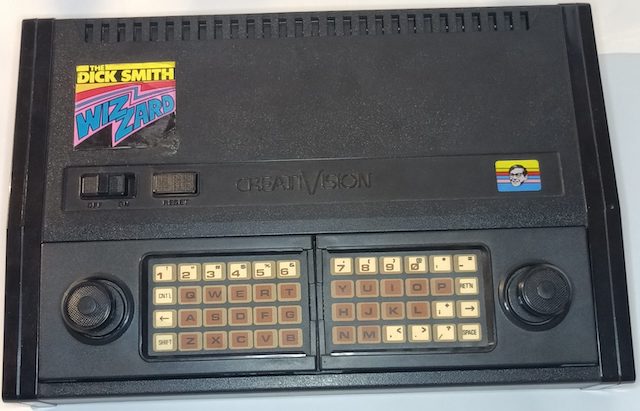 THE
DICK SMITH
WIZZARD
CREATIVISION
OFF ON RESET
1 2 3 4 5 6
7 8 9 0 : -
CNTL Q W E R T
Y U I O P RET'N
← A S D F G
H J K L ; →
SHIFT Z X C V B
N M , . / SPACE